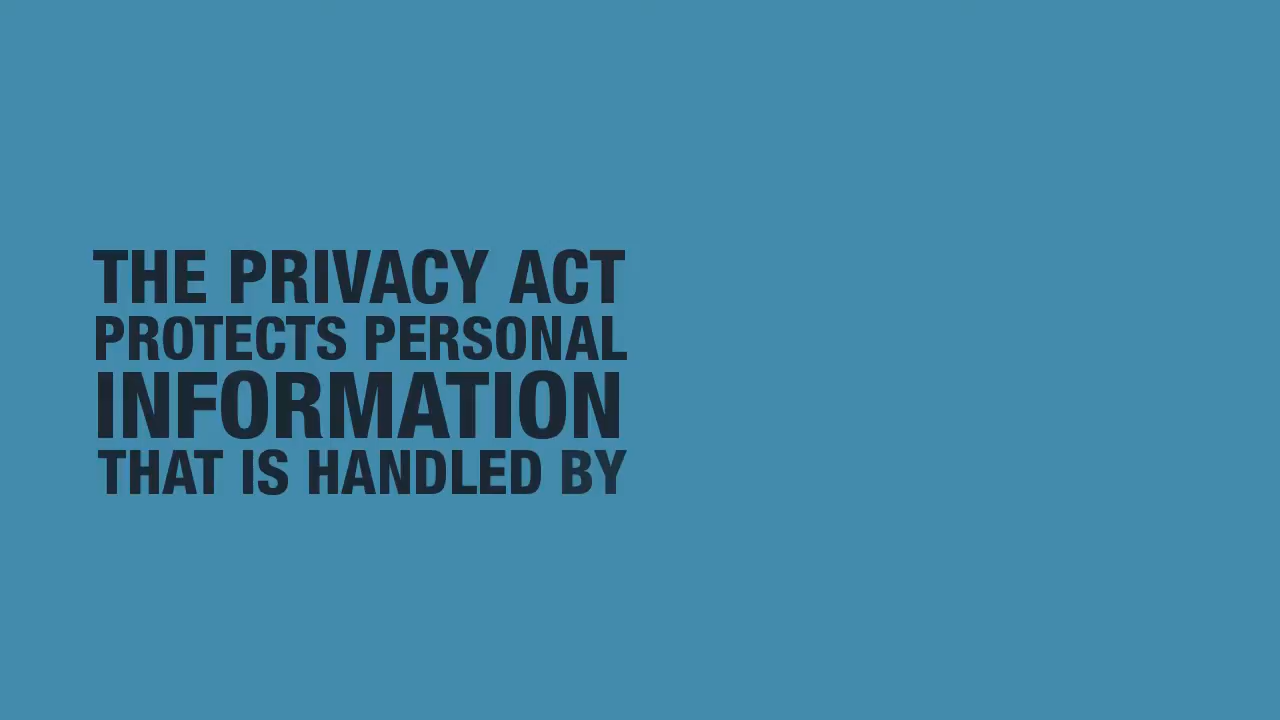 THE PRIVACY ACT
PROTECTS PERSONAL
INFORMATION
THAT IS HANDLED BY